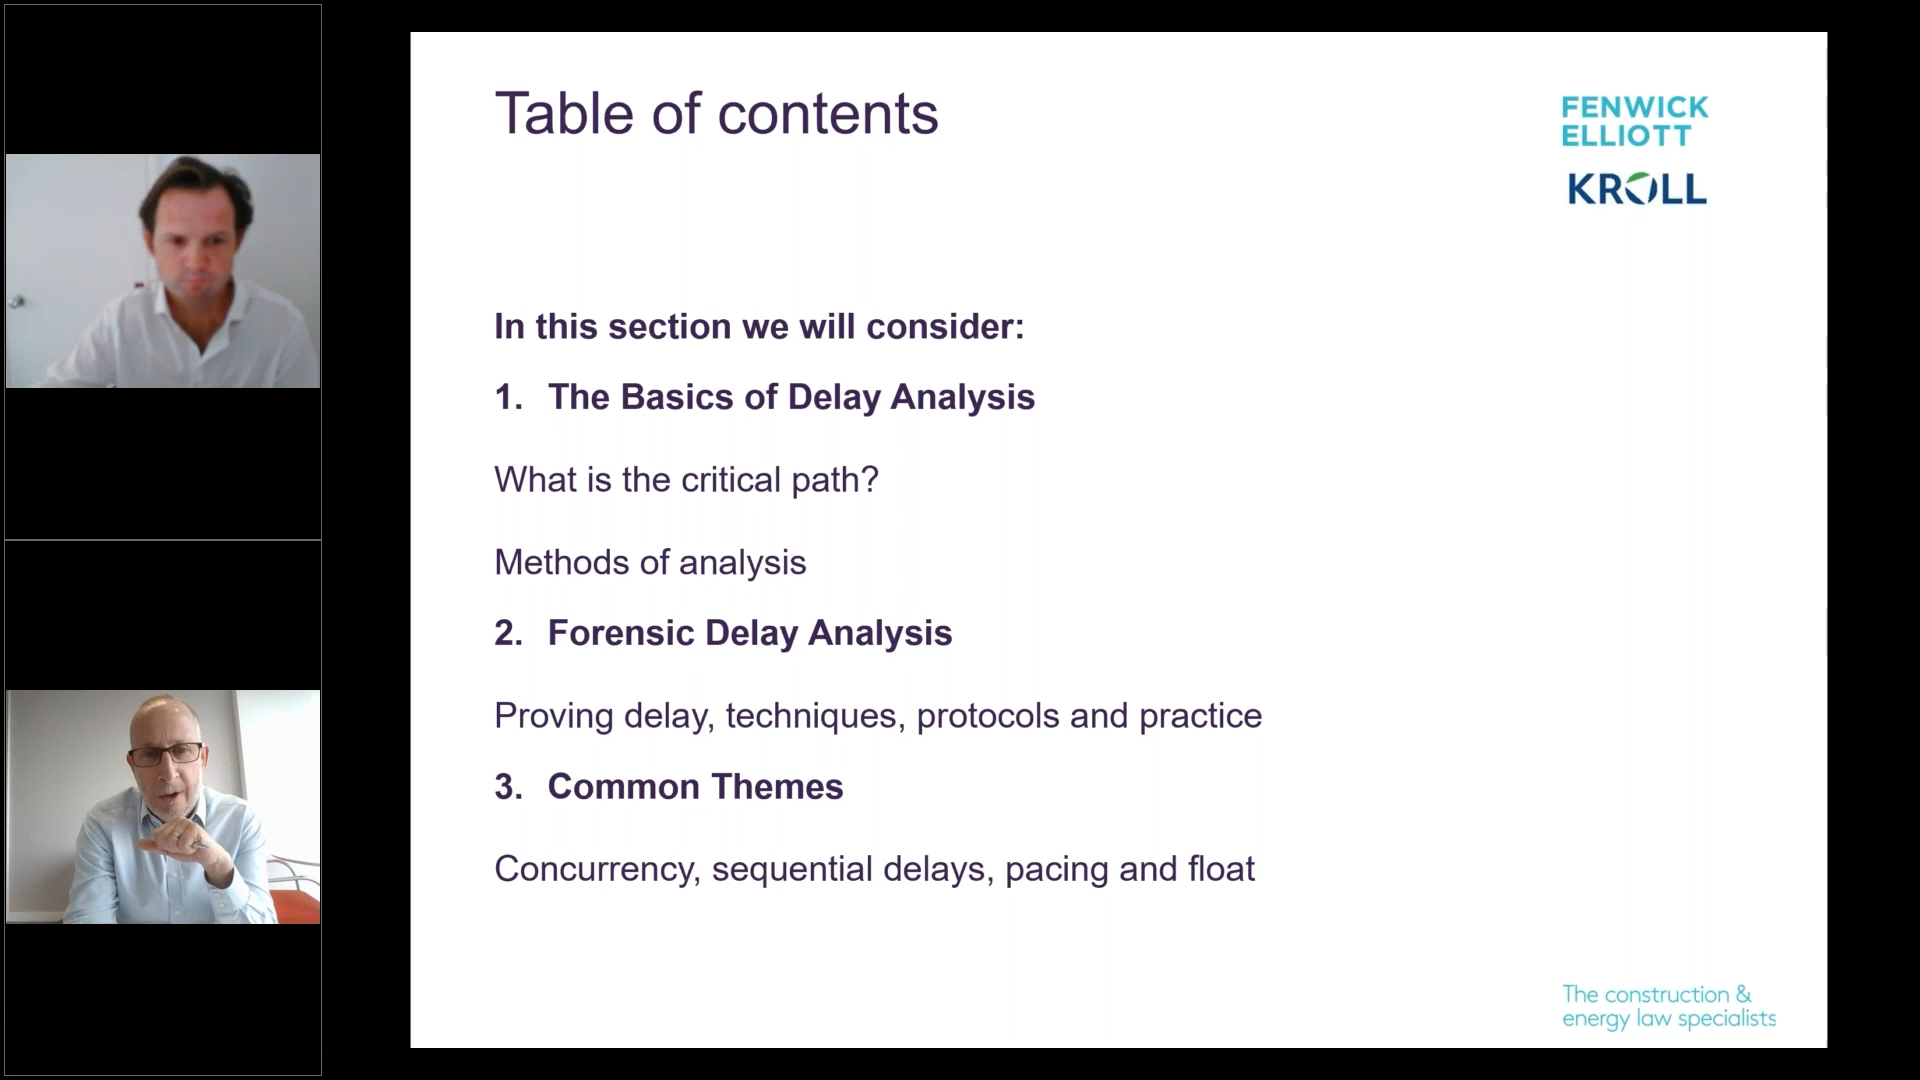 Table of contents
FENWICK
ELLIOTT
KROLL
In this section we will consider:
1. The Basics of Delay Analysis
What is the critical path?
Methods of analysis
2. Forensic Delay Analysis
Proving delay, techniques, protocols and practice
3. Common Themes
Concurrency, sequential delays, pacing and float
The construction &
energy law specialists